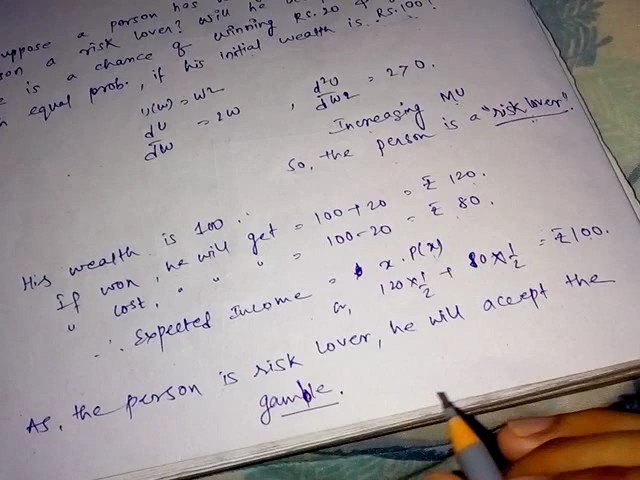 uppose a person has
son a risk lover? Will he
e is a chance of winning Rs.20
h equal prob., if his initial wealth is Rs.100!
U(W) = W2
dU/dW = 2W , d²U/dW2 = 2 > 0.
Increasing MU
So, the person is a "risk lover".
His wealth is 100 ∴
If won, he will get = 100+20 = ₹ 120.
" lost, " " " = 100-20 = ₹ 80.
∴ Expected Income = x.P(x)
a, 120×1/2 + 80×1/2 = ₹100.
As, the person is risk lover, he will accept the
gamble.